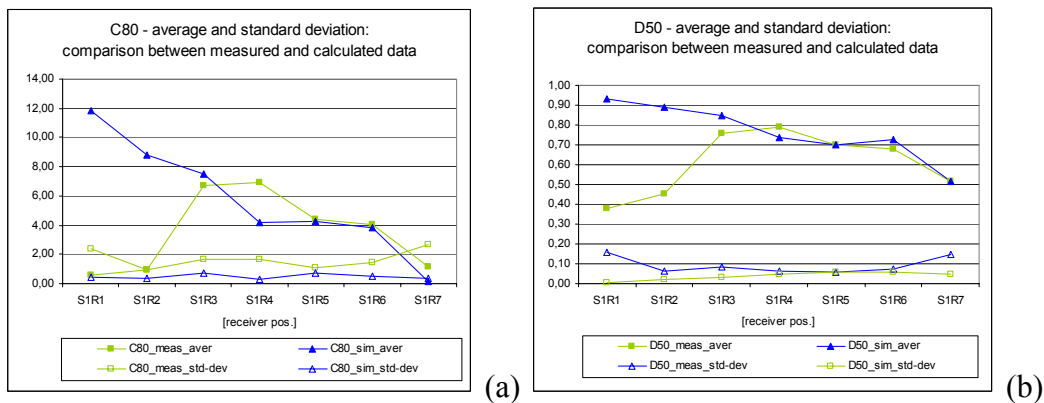 C80 - average and standard deviation:
comparison between measured and calculated data
14,00
12,00
10,00
8,00
6,00
4,00
2,00
0,00
S1R1 S1R2 S1R3 S1R4 S1R5 S1R6 S1R7
[receiver pos.]
C80_meas_aver C80_sim_aver
C80_meas_std-dev C80_sim_std-dev
(a)
D50 - average and standard deviation:
comparison between measured and calculated data
1,00
0,90
0,80
0,70
0,60
0,50
0,40
0,30
0,20
0,10
0,00
S1R1 S1R2 S1R3 S1R4 S1R5 S1R6 S1R7
[receiver pos.]
D50_meas_aver D50_sim_aver
D50_meas_std-dev D50_sim_std-dev
(b)